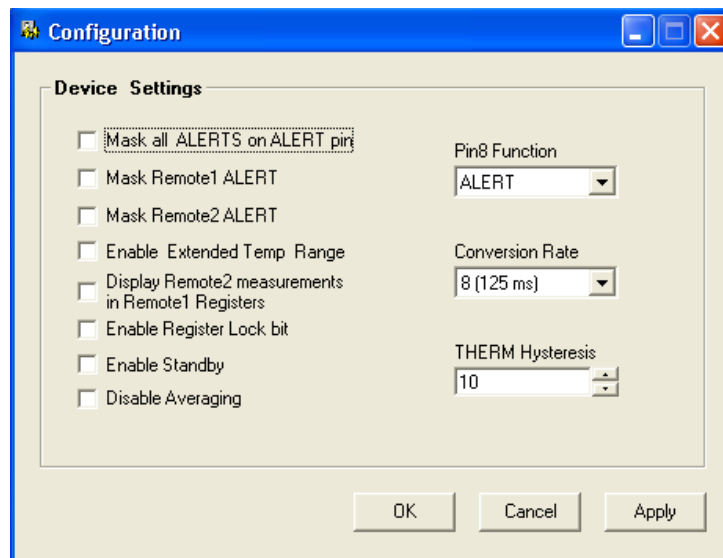 Configuration
Device Settings
Mask all ALERTS on ALERT pin
Mask Remote1 ALERT
Mask Remote2 ALERT
Enable Extended Temp Range
Display Remote2 measurements
in Remote1 Registers
Enable Register Lock bit
Enable Standby
Disable Averaging
Pin8 Function
ALERT
Conversion Rate
8 (125 ms)
THERM Hysteresis
10
OK
Cancel
Apply